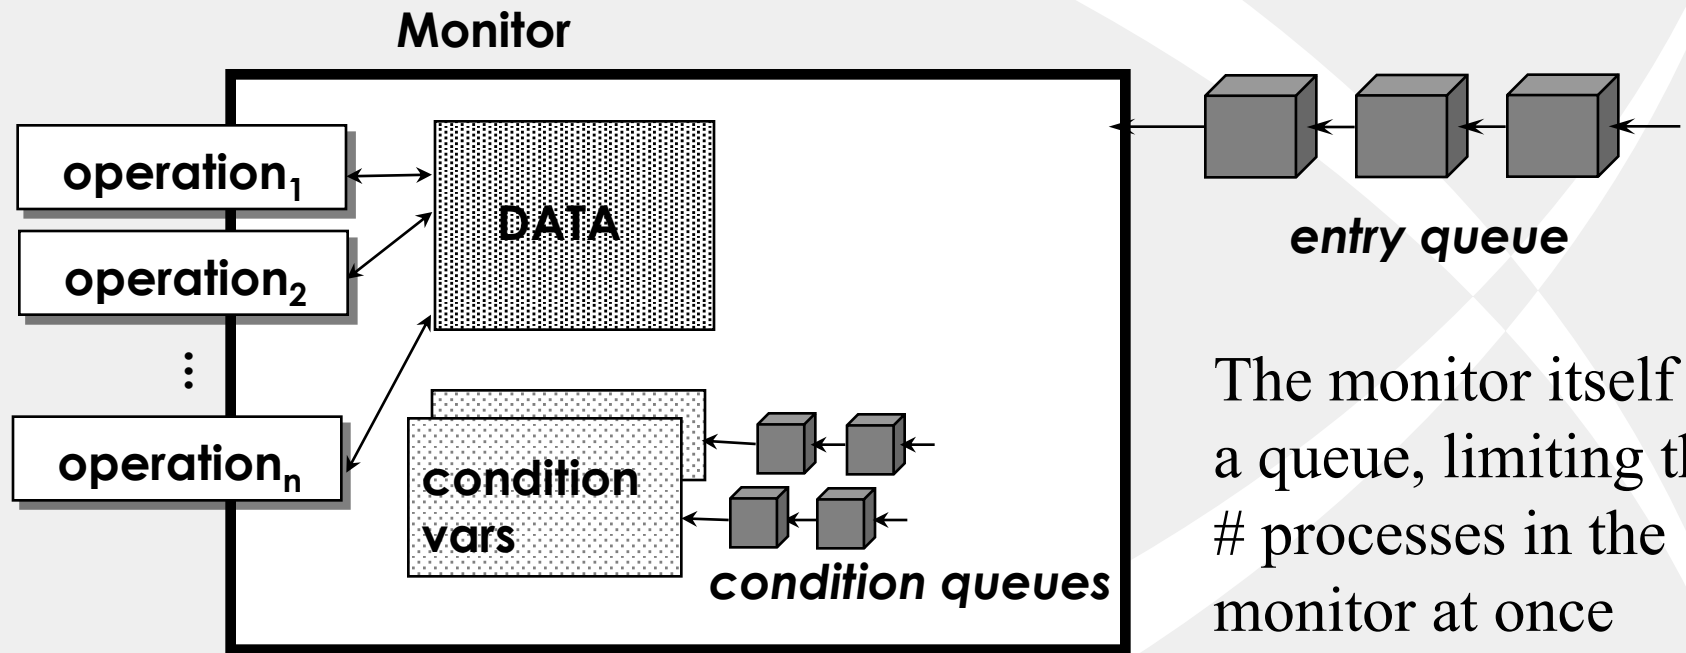 Monitor
operation₁
DATA
operation₂
⋮
operationₙ
condition
vars
condition queues
entry queue
The monitor itself
a queue, limiting
# processes in the
monitor at once